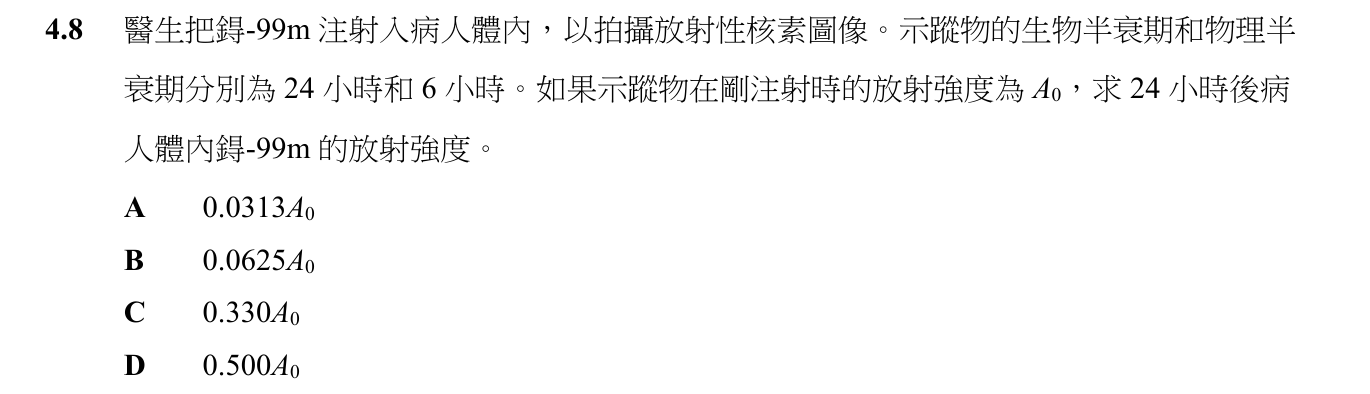 4.8 醫生把鍀-99m 注射入病人體內，以拍攝放射性核素圖像。示蹤物的生物半衰期和物理半
衰期分別為 24 小時和 6 小時。如果示蹤物在剛注射時的放射強度為 A₀，求 24 小時後病
人體內鍀-99m 的放射強度。
A 0.0313A₀
B 0.0625A₀
C 0.330A₀
D 0.500A₀